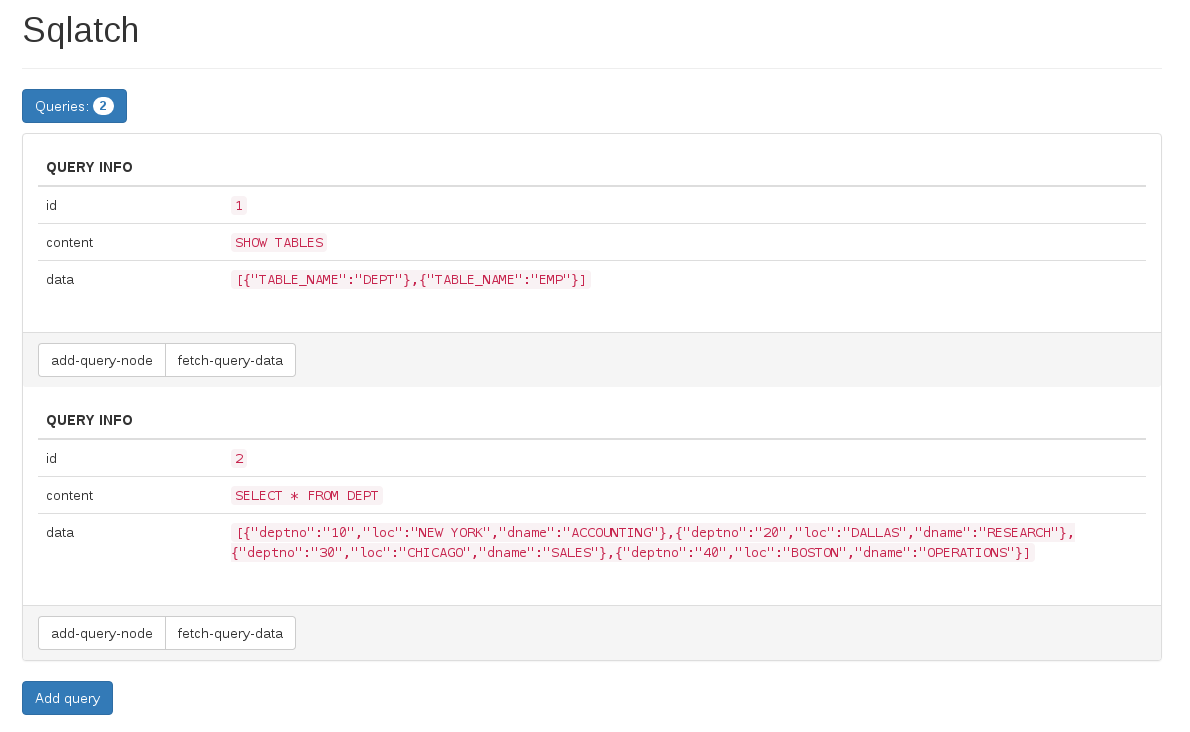 Sqlatch
Queries: 2
QUERY INFO
id 1
content SHOW TABLES
data [{"TABLE_NAME":"DEPT"},{"TABLE_NAME":"EMP"}]
add-query-node fetch-query-data
QUERY INFO
id 2
content SELECT * FROM DEPT
data [{"deptno":"10","loc":"NEW YORK","dname":"ACCOUNTING"},{"deptno":"20","loc":"DALLAS","dname":"RESEARCH"},
{"deptno":"30","loc":"CHICAGO","dname":"SALES"},{"deptno":"40","loc":"BOSTON","dname":"OPERATIONS"}]
add-query-node fetch-query-data
Add query